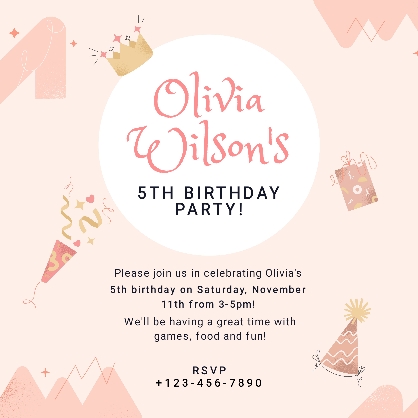 Olivia
Wilson's
5TH BIRTHDAY
PARTY!
Please join us in celebrating Olivia's
5th birthday on Saturday, November
11th from 3-5pm!
We'll be having a great time with
games, food and fun!
RSVP
+123-456-7890